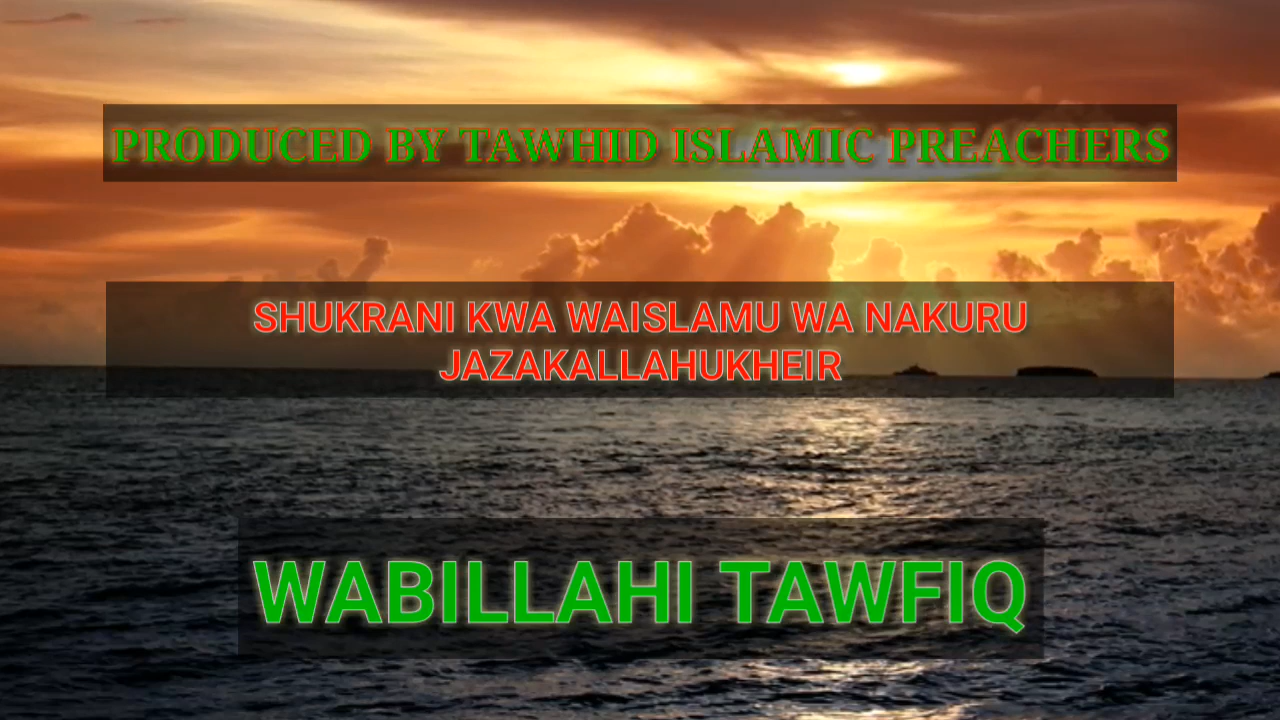 PRODUCED BY TAWHID ISLAMIC PREACHERS
SHUKRANI KWA WAISLAMU WA NAKURU
JAZAKALLAHUKHEIR
WABILLAHI TAWFIQ